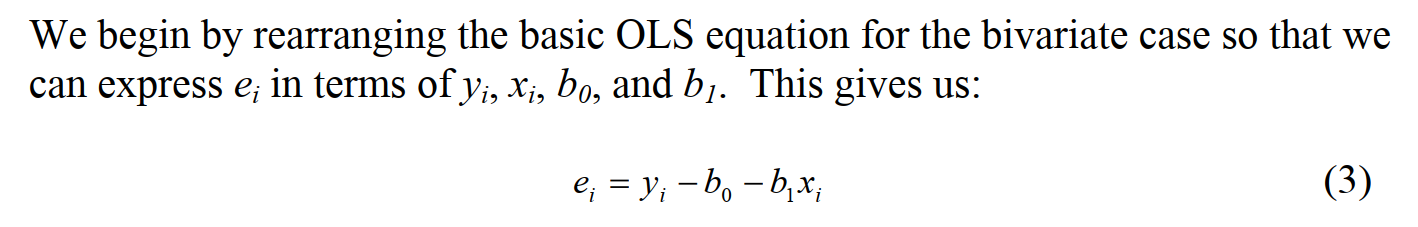 We begin by rearranging the basic OLS equation for the bivariate case so that we
can express eᵢ in terms of yᵢ, xᵢ, b₀, and b₁. This gives us:
eᵢ = yᵢ − b₀ − b₁xᵢ (3)